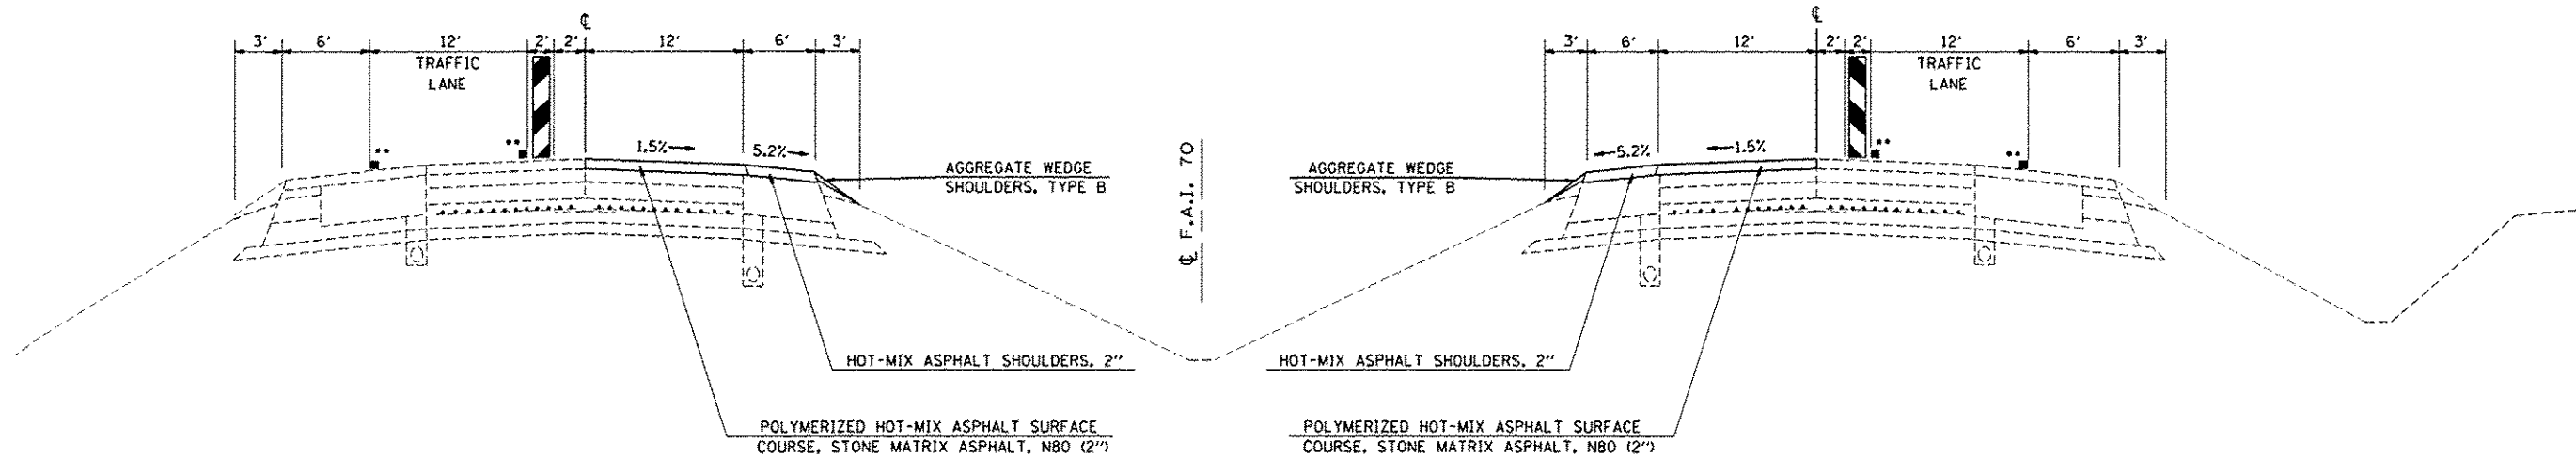 ℄ ℄
3' 6' 12' 2' 2' 12' 6' 3' 3' 6' 12' 2' 2' 12' 6' 3'
TRAFFIC
LANE
TRAFFIC
LANE
1.5% 5.2% 5.2% 1.5%
AGGREGATE WEDGE
SHOULDERS, TYPE B
℄ F.A.I. 70
AGGREGATE WEDGE
SHOULDERS, TYPE B
HOT-MIX ASPHALT SHOULDERS, 2"
HOT-MIX ASPHALT SHOULDERS, 2"
POLYMERIZED HOT-MIX ASPHALT SURFACE
COURSE, STONE MATRIX ASPHALT, N80 (2")
POLYMERIZED HOT-MIX ASPHALT SURFACE
COURSE, STONE MATRIX ASPHALT, N80 (2")